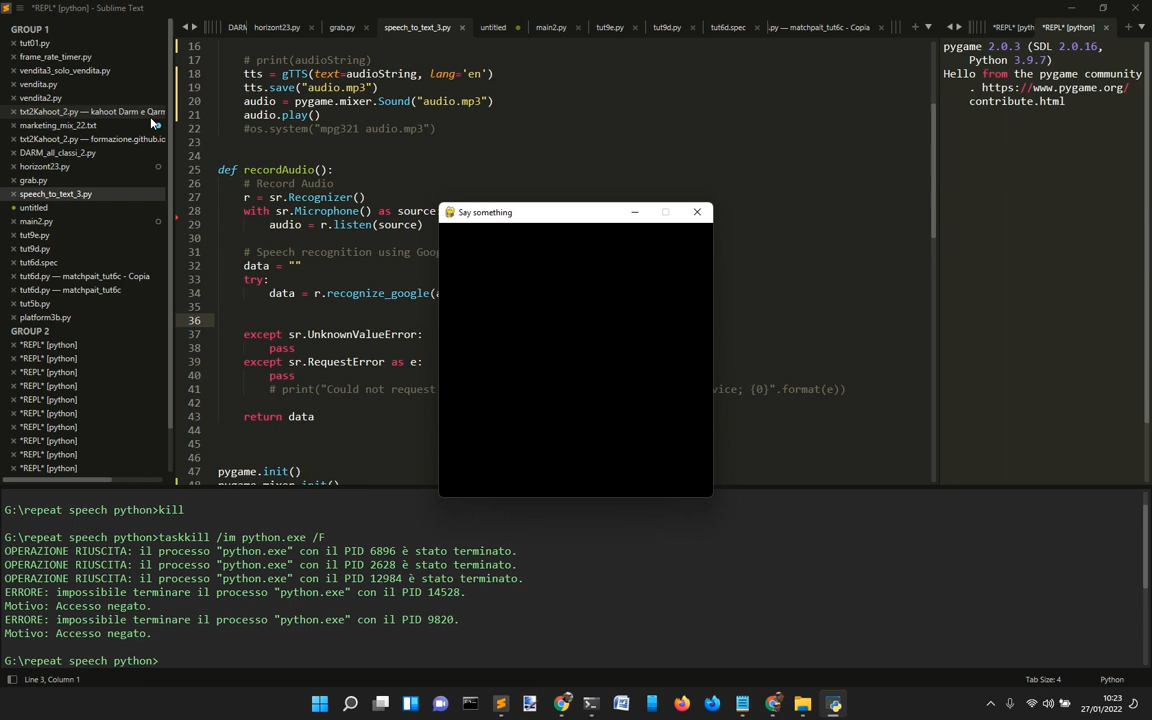 *REPL* [python] - Sublime Text
GROUP 1
tut01.py
frame_rate_timer.py
vendita3_solo_vendita.py
vendita.py
vendita2.py
txt2Kahoot_2.py — kahoot Darm e Qarm
marketing_mix_22.txt
txt2Kahoot_2.py — formazione.github.io
DARM_all_classi_2.py
horizont23.py
grab.py
speech_to_text_3.py
untitled
main2.py
tut9e.py
tut9d.py
tut6d.spec
tut6d.py — matchpait_tut6c - Copia
tut6d.py — matchpait_tut6c
tut5b.py
platform3b.py
GROUP 2
*REPL* [python]
*REPL* [python]
*REPL* [python]
*REPL* [python]
*REPL* [python]
*REPL* [python]
*REPL* [python]
*REPL* [python]
*REPL* [python]
*REPL* [python]
DARM horizont23.py grab.py speech_to_text_3.py untitled main2.py tut9e.py tut9d.py tut6d.spec .py — matchpait_tut6c - Copia
16
17 # print(audioString)
18 tts = gTTS(text=audioString, lang='en')
19 tts.save("audio.mp3")
20 audio = pygame.mixer.Sound("audio.mp3")
21 audio.play()
22 #os.system("mpg321 audio.mp3")
23
24
25 def recordAudio():
26 # Record Audio
27 r = sr.Recognizer()
28 with sr.Microphone() as source:
29 audio = r.listen(source)
30
31 # Speech recognition using Goog
32 data = ""
33 try:
34 data = r.recognize_google(a
35
36
37 except sr.UnknownValueError:
38 pass
39 except sr.RequestError as e:
40 pass
41 # print("Could not request vice; {0}".format(e))
42
43 return data
44
45
46
47 pygame.init()
48 pygame.mixer.init()
Say something
*REPL* [pyth *REPL* [python]
pygame 2.0.3 (SDL 2.0.16,
Python 3.9.7)
Hello from the pygame community
. https://www.pygame.org/
contribute.html
G:\repeat speech python>kill
G:\repeat speech python>taskkill /im python.exe /F
OPERAZIONE RIUSCITA: il processo "python.exe" con il PID 6896 è stato terminato.
OPERAZIONE RIUSCITA: il processo "python.exe" con il PID 2628 è stato terminato.
OPERAZIONE RIUSCITA: il processo "python.exe" con il PID 12984 è stato terminato.
ERRORE: impossibile terminare il processo "python.exe" con il PID 14528.
Motivo: Accesso negato.
ERRORE: impossibile terminare il processo "python.exe" con il PID 9820.
Motivo: Accesso negato.
G:\repeat speech python>
Line 3, Column 1
Tab Size: 4
Python
10:23
27/01/2022